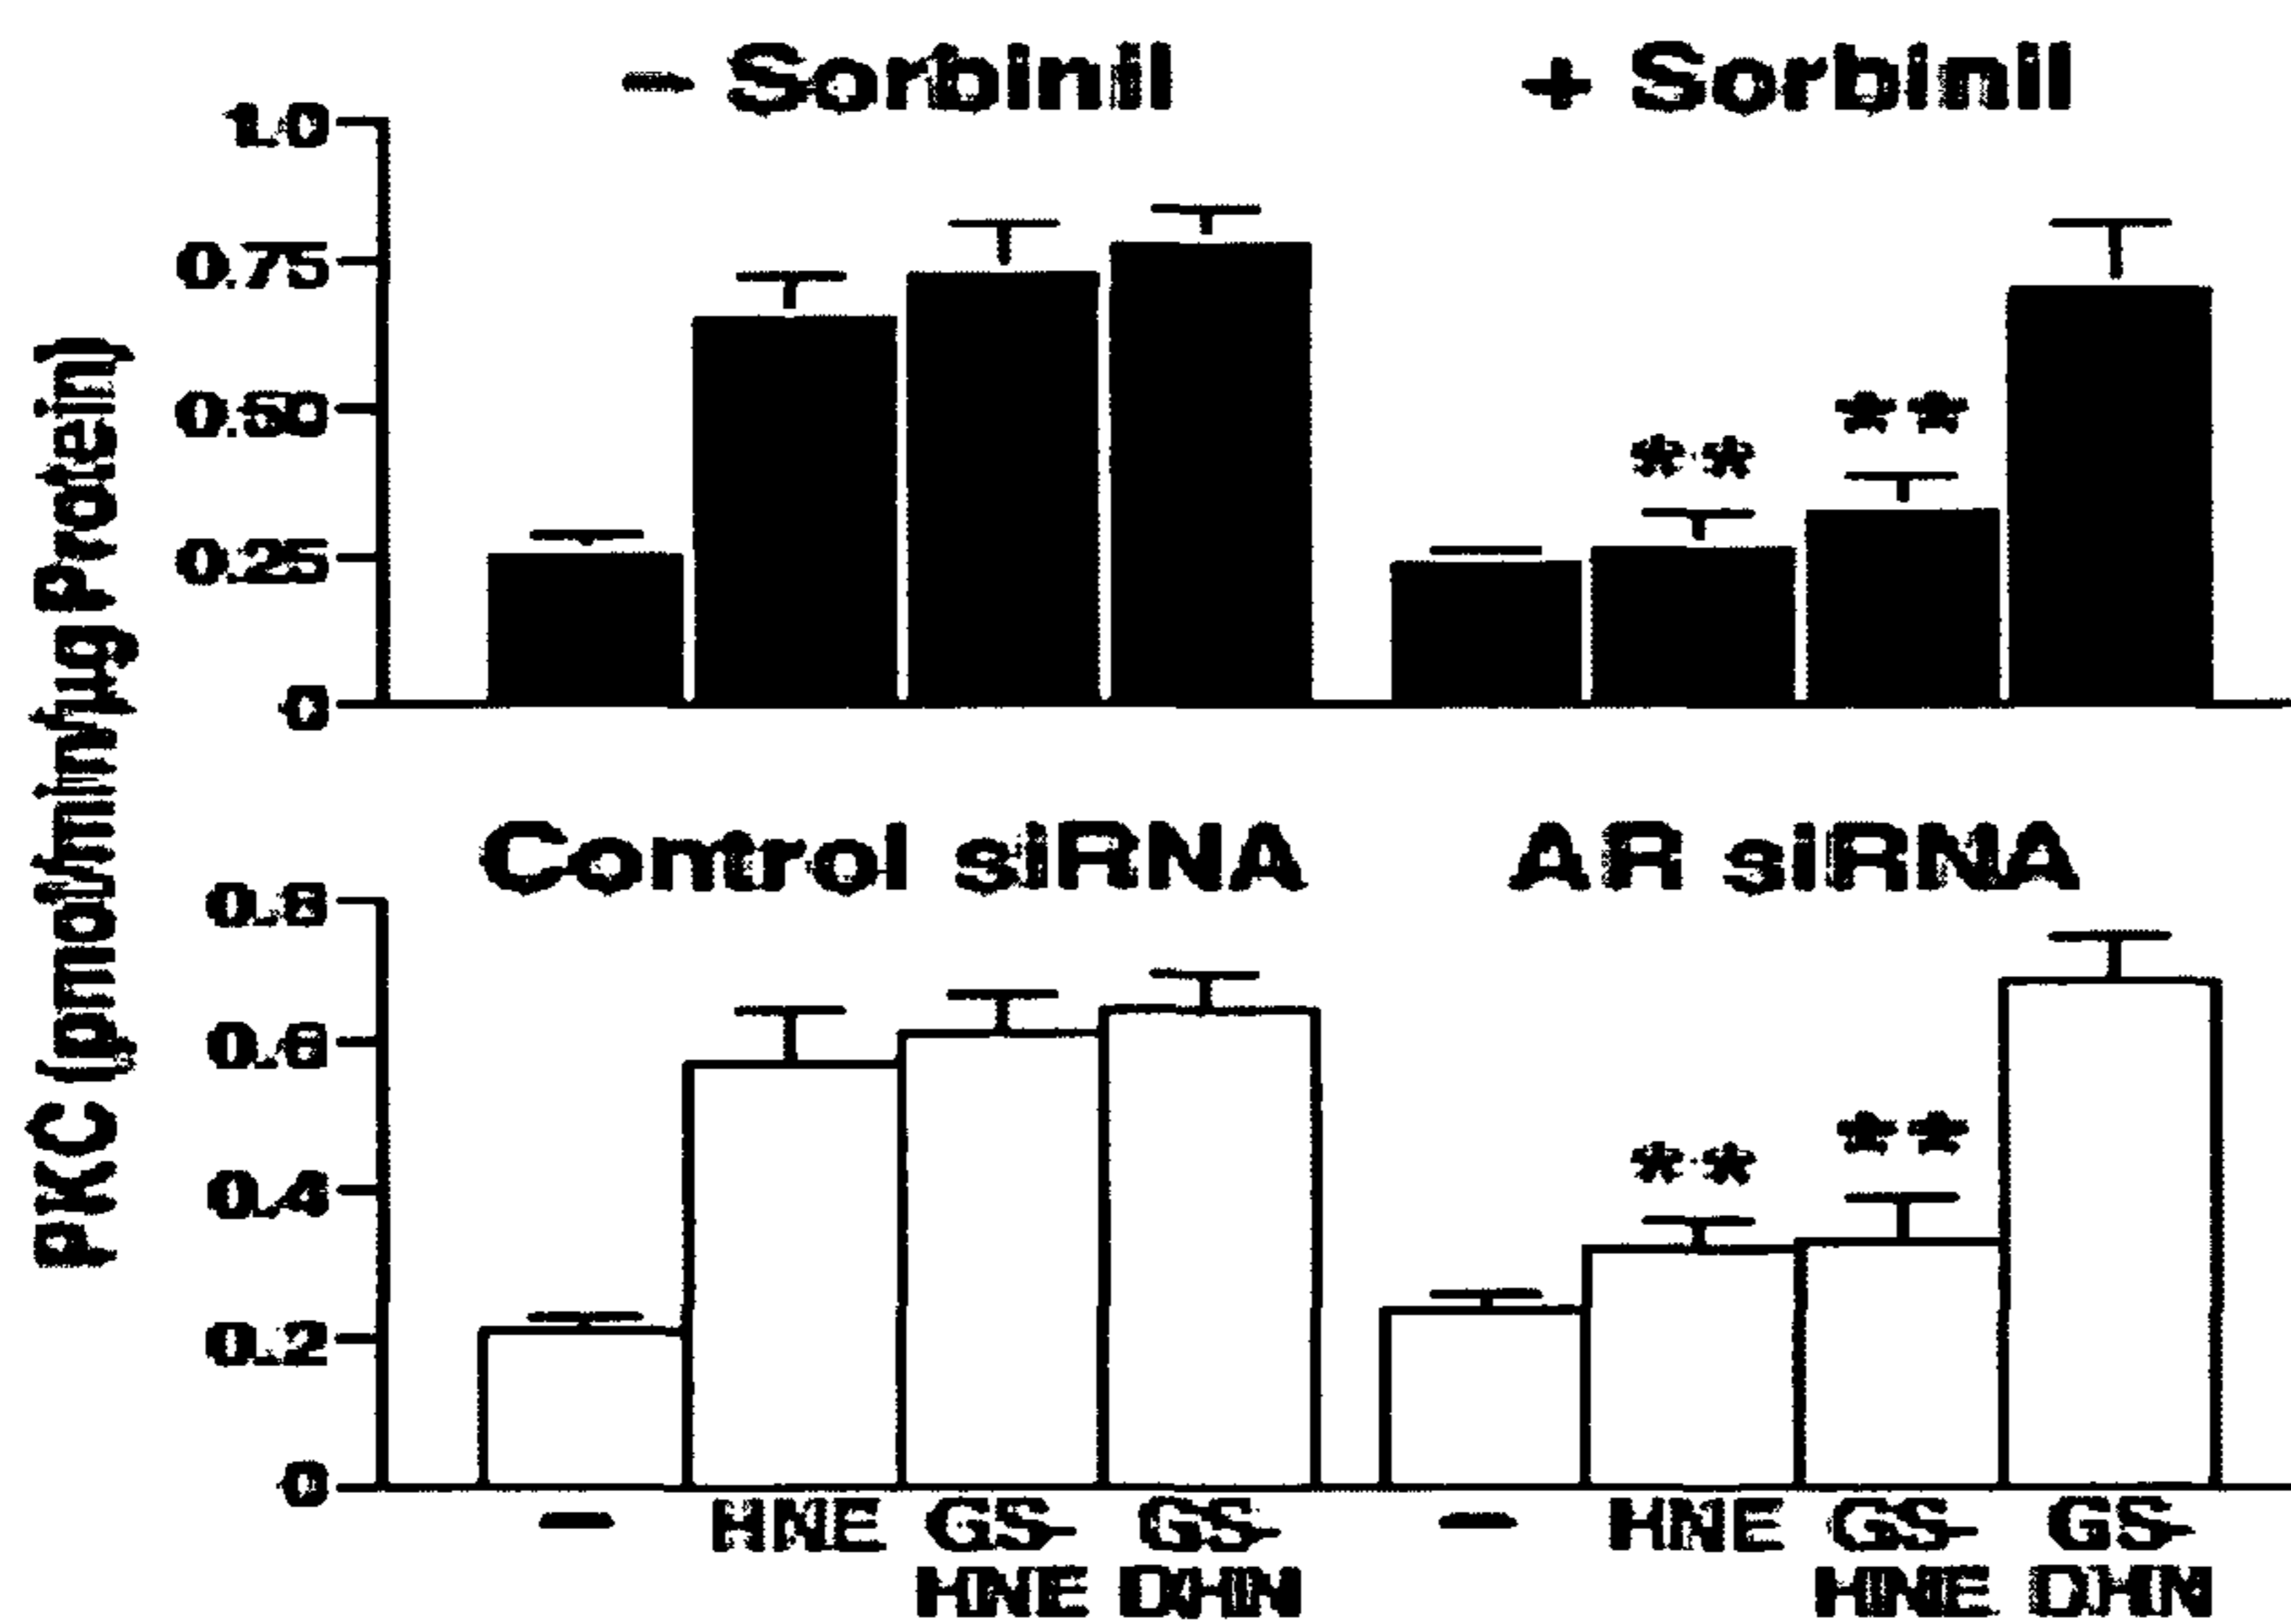 − Sorbinil
+ Sorbinil
1.0
0.75
0.50
0.25
0
PKC (pmol/min/µg Protein)
Control siRNA
AR siRNA
0.8
0.6
0.4
0.2
0
− HNE GS- GS- − HNE GS- GS-
HNE DHN HNE DHN
** **
** **